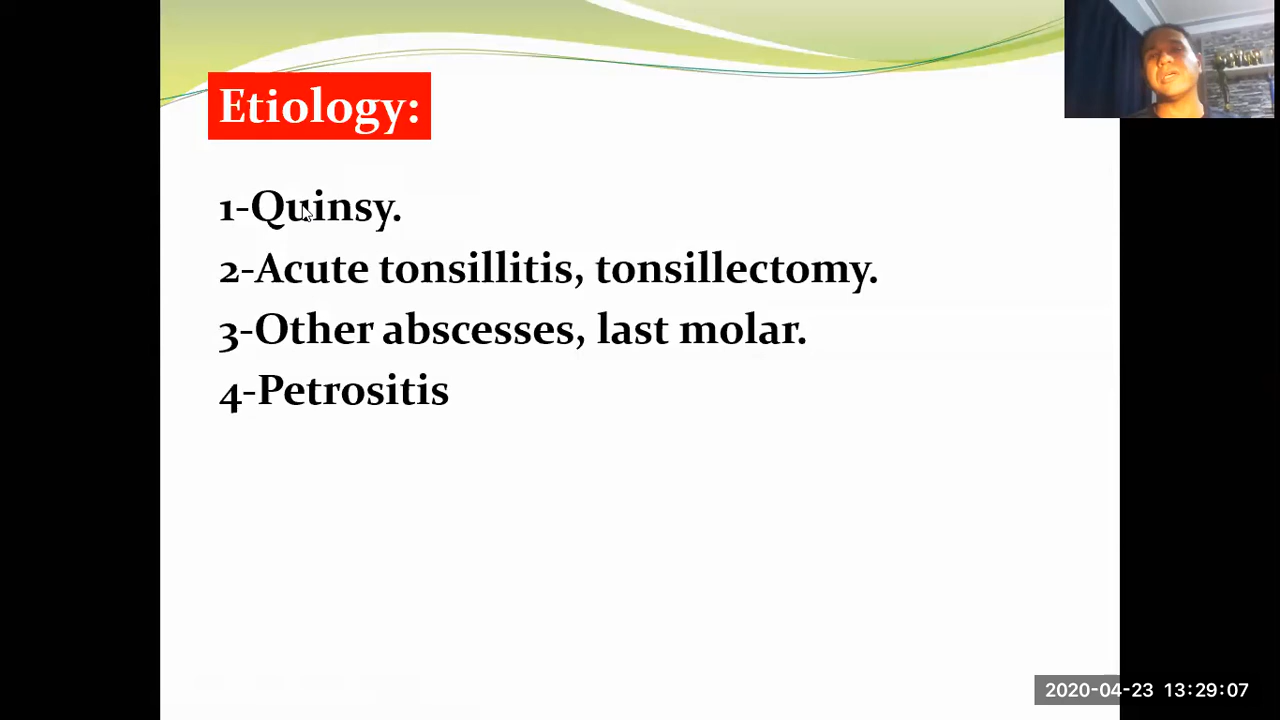 Etiology:
1-Quinsy.
2-Acute tonsillitis, tonsillectomy.
3-Other abscesses, last molar.
4-Petrositis
2020-04-23 13:29:07